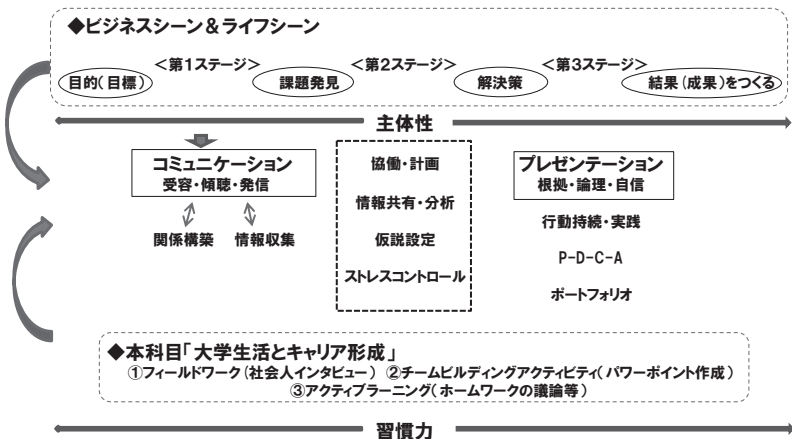 ◆ビジネスシーン&ライフシーン
<第1ステージ> <第2ステージ> <第3ステージ>
目的(目標) 課題発見 解決策 結果(成果)をつくる
主体性
コミュニケーション
受容・傾聴・発信
関係構築 情報収集
協働・計画
情報共有・分析
仮説設定
ストレスコントロール
プレゼンテーション
根拠・論理・自信
行動持続・実践
P-D-C-A
ポートフォリオ
◆本科目「大学生活とキャリア形成」
①フィールドワーク(社会人インタビュー) ②チームビルディングアクティビティ(パワーポイント作成)
③アクティブラーニング(ホームワークの議論等)
習慣力